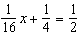 1/16 x + 1/4 = 1/2